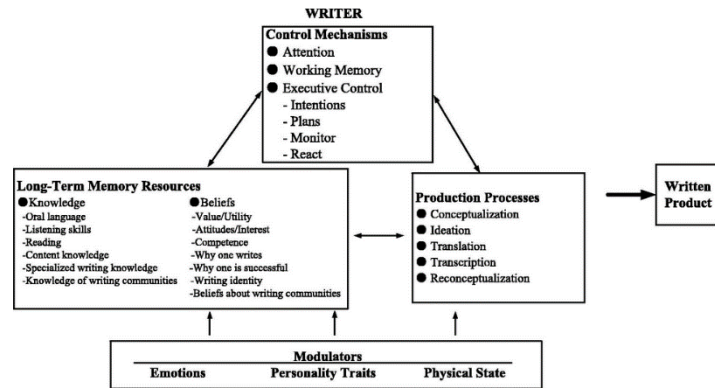 WRITER
Control Mechanisms
● Attention
● Working Memory
● Executive Control
- Intentions
- Plans
- Monitor
- React
Long-Term Memory Resources
●Knowledge
-Oral language
-Listening skills
-Reading
-Content knowledge
-Specialized writing knowledge
-Knowledge of writing communities
●Beliefs
-Value/Utility
-Attitudes/Interest
-Competence
-Why one writes
-Why one is successful
-Writing identity
-Beliefs about writing communities
Production Processes
● Conceptualization
● Ideation
● Translation
● Transcription
● Reconceptualization
Written
Product
Modulators
Emotions Personality Traits Physical State